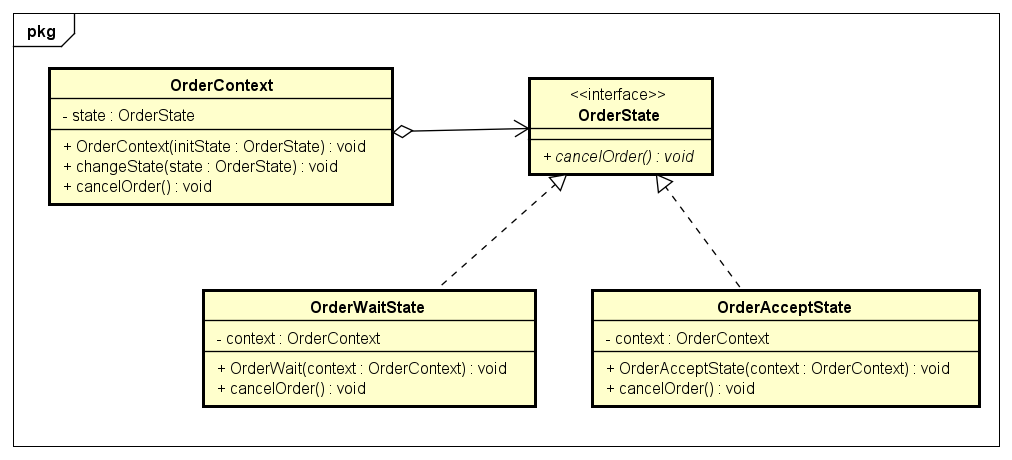 pkg
OrderContext
- state : OrderState
+ OrderContext(initState : OrderState) : void
+ changeState(state : OrderState) : void
+ cancelOrder() : void
<<interface>>
OrderState
+ cancelOrder() : void
OrderWaitState
- context : OrderContext
+ OrderWait(context : OrderContext) : void
+ cancelOrder() : void
OrderAcceptState
- context : OrderContext
+ OrderAcceptState(context : OrderContext) : void
+ cancelOrder() : void